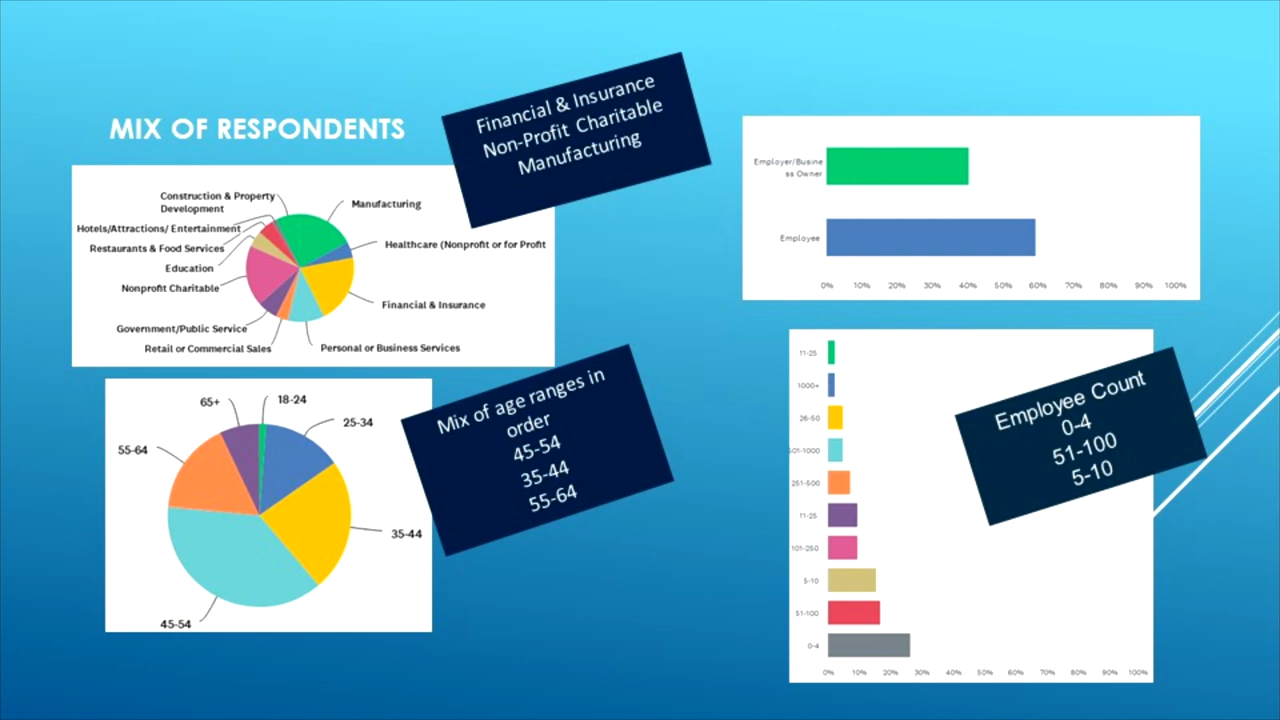 MIX OF RESPONDENTS
Financial & Insurance
Non-Profit Charitable
Manufacturing
Construction & Property
Development
Manufacturing
Hotels/Attractions/ Entertainment
Healthcare (Nonprofit or for Profit
Restaurants & Food Services
Education
Nonprofit Charitable
Financial & Insurance
Government/Public Service
Retail or Commercial Sales
Personal or Business Services
Employer/Busine
ss Owner
Employee
0% 10% 20% 30% 40% 50% 60% 70% 80% 90% 100%
65+
18-24
25-34
55-64
35-44
45-54
Mix of age ranges in
order
45-54
35-44
55-64
11-25
1000+
26-50
501-1000
251-500
11-25
101-250
5-10
51-100
0-4
0% 10% 20% 30% 40% 50% 60% 70% 80% 90% 100%
Employee Count
0-4
51-100
5-10